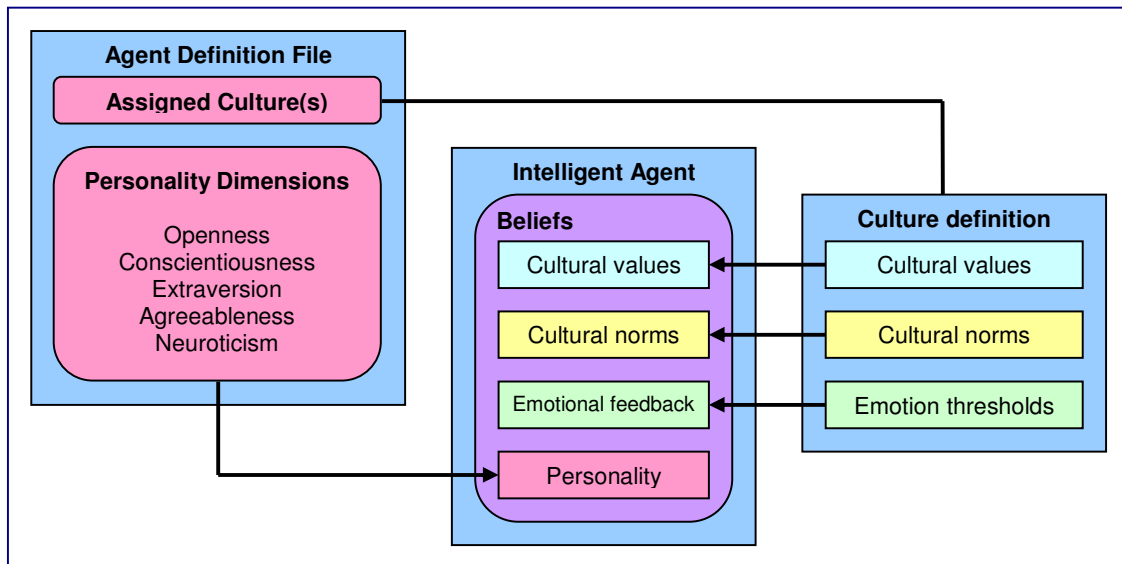 Agent Definition File
Assigned Culture(s)
Personality Dimensions
Openness
Conscientiousness
Extraversion
Agreeableness
Neuroticism
Intelligent Agent
Beliefs
Cultural values
Cultural norms
Emotional feedback
Personality
Culture definition
Cultural values
Cultural norms
Emotion thresholds